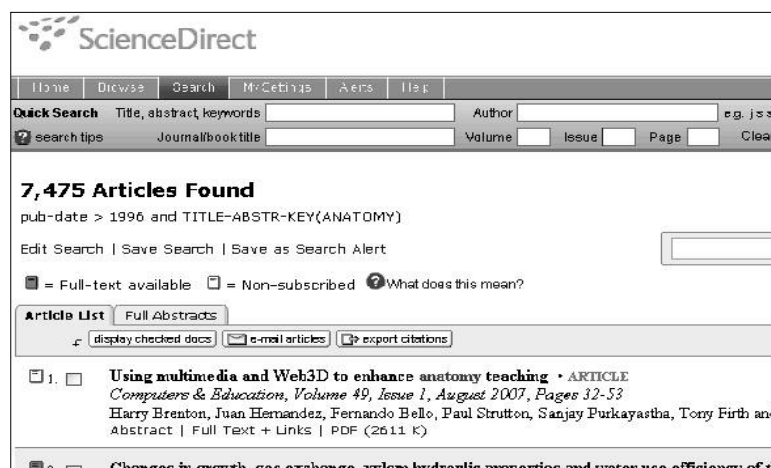 ScienceDirect
Home Browse Search My Settings Alerts Help
Quick Search Title, abstract, keywords Author e.g. j s s
search tips Journal/book title Volume Issue Page Clea
7,475 Articles Found
pub-date > 1996 and TITLE-ABSTR-KEY(ANATOMY)
Edit Search | Save Search | Save as Search Alert
= Full-text available = Non-subscribed What does this mean?
Article List Full Abstracts
display checked docs e-mail articles export citations
1. Using multimedia and Web3D to enhance anatomy teaching • ARTICLE
Computers & Education, Volume 49, Issue 1, August 2007, Pages 32-53
Harry Brenton, Juan Hernandez, Fernando Bello, Paul Strutton, Sanjay Purkayastha, Tony Firth and
Abstract | Full Text + Links | PDF (2611 K)
Changes in growth, gas exchange, xylem hydraulic properties and water use efficiency of